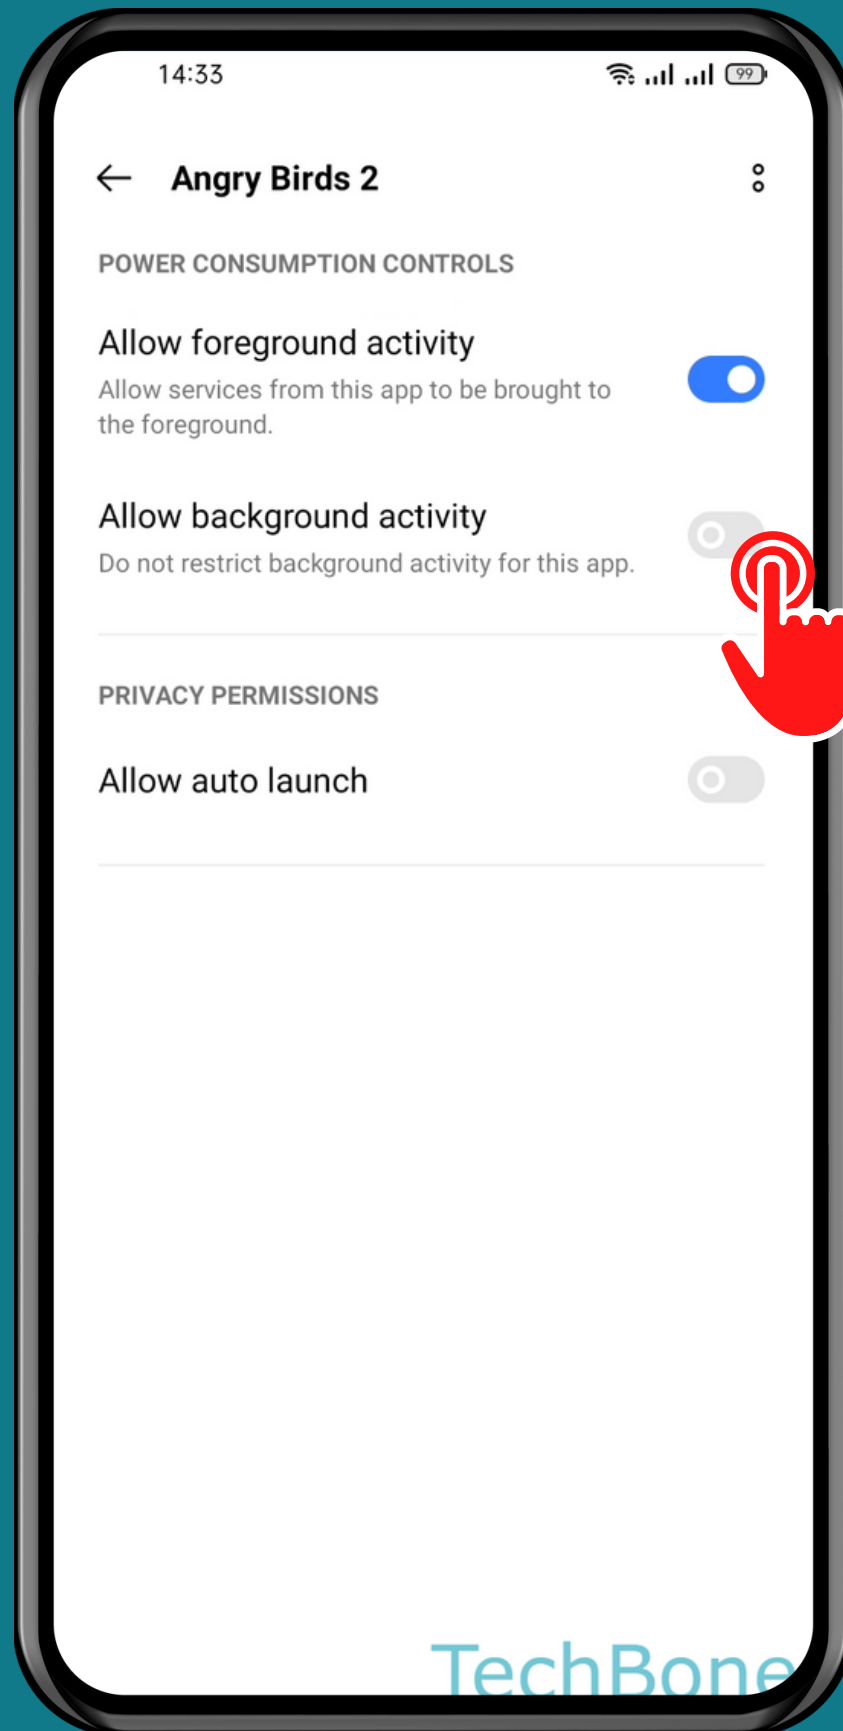 14:33
99
Angry Birds 2
POWER CONSUMPTION CONTROLS
Allow foreground activity
Allow services from this app to be brought to
the foreground.
Allow background activity
Do not restrict background activity for this app.
PRIVACY PERMISSIONS
Allow auto launch
TechBone